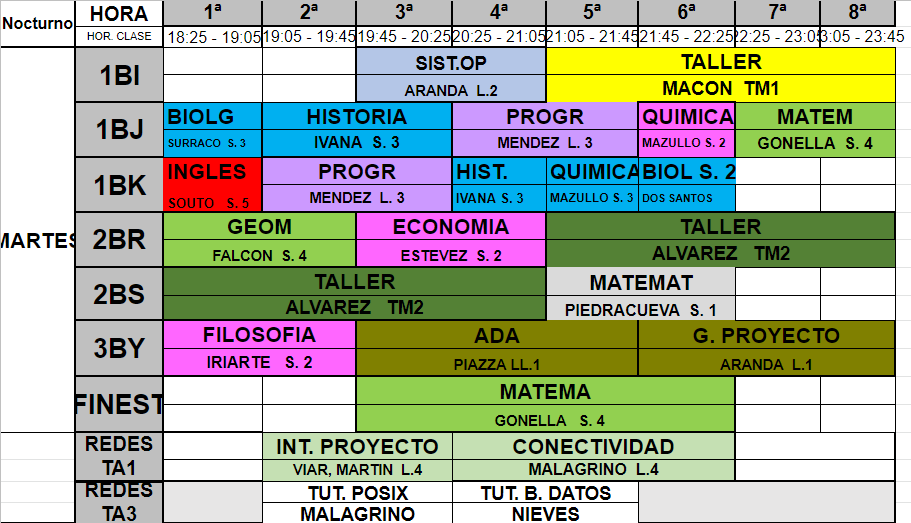 Nocturno HORA 1ª 2ª 3ª 4ª 5ª 6ª 7ª 8ª
HOR. CLASE 18:25 - 19:05 19:05 - 19:45 19:45 - 20:25 20:25 - 21:05 21:05 - 21:45 21:45 - 22:25 22:25 - 23:05 3:05 - 23:45
MARTES
1BI SIST.OP TALLER
ARANDA L.2 MACON TM1
1BJ BIOLG HISTORIA PROGR QUIMICA MATEM
SURRACO S. 3 IVANA S. 3 MENDEZ L. 3 MAZULLO S. 2 GONELLA S. 4
1BK INGLES PROGR HIST. QUIMICA BIOL S. 2
SOUTO S. 5 MENDEZ L. 3 IVANA S. 3 MAZULLO S. 3 DOS SANTOS
2BR GEOM ECONOMIA TALLER
FALCON S. 4 ESTEVEZ S. 2 ALVAREZ TM2
2BS TALLER MATEMAT
ALVAREZ TM2 PIEDRACUEVA S. 1
3BY FILOSOFIA ADA G. PROYECTO
IRIARTE S. 2 PIAZZA LL.1 ARANDA L.1
FINEST MATEMA
GONELLA S. 4
REDES TA1 INT. PROYECTO CONECTIVIDAD
VIAR, MARTIN L.4 MALAGRINO L.4
REDES TA3 TUT. POSIX TUT. B. DATOS
MALAGRINO NIEVES